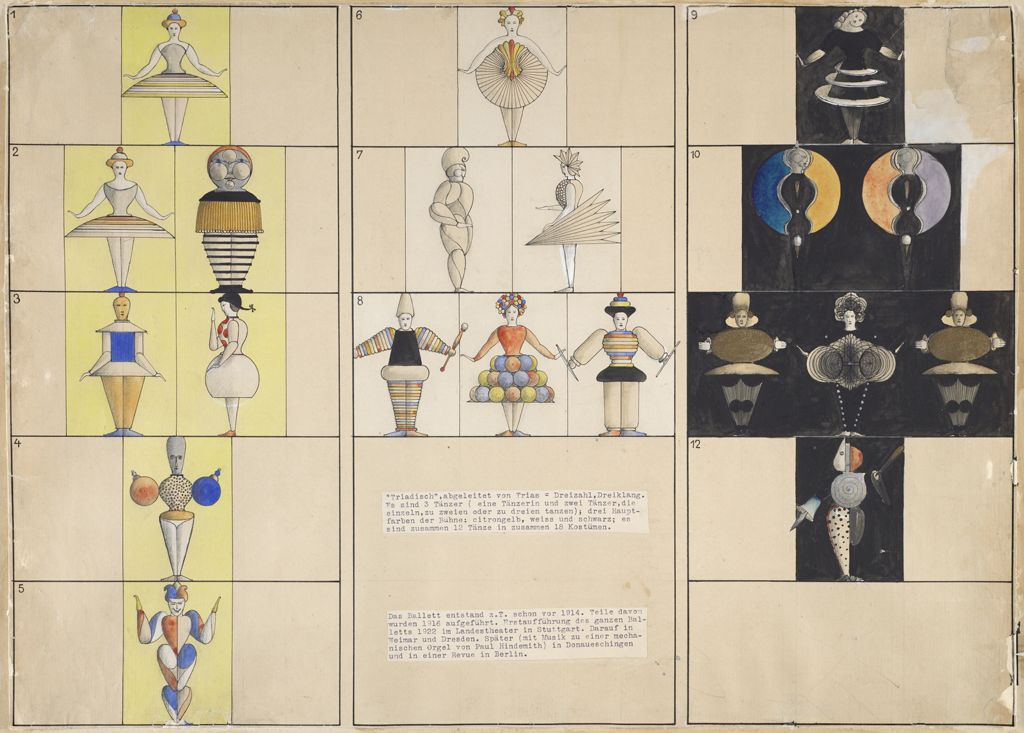 1
2
3
4
5
6
7
8
9
10
12
"Triadisch",abgeleitet von Trias = Dreizahl,Dreiklang.
Es sind 3 Tänzer ( eine Tänzerin und zwei Tänzer,die
einzeln,zu zweien oder zu dreien tanzen); drei Haupt-
farben der Bühne: citrongelb, weiss und schwarz; es
sind zusammen 12 Tänze in zusammen 18 Kostümen.
Das Ballett entstand z.T. schon vor 1914. Teile davon
wurden 1916 aufgeführt. Erstaufführung des ganzen Bal-
letts 1922 im Landestheater in Stuttgart. Darauf in
Weimar und Dresden. Später (mit Musik zu einer mecha-
nischen Orgel von Paul Hindemith) in Donaueschingen
und in einer Revue in Berlin.